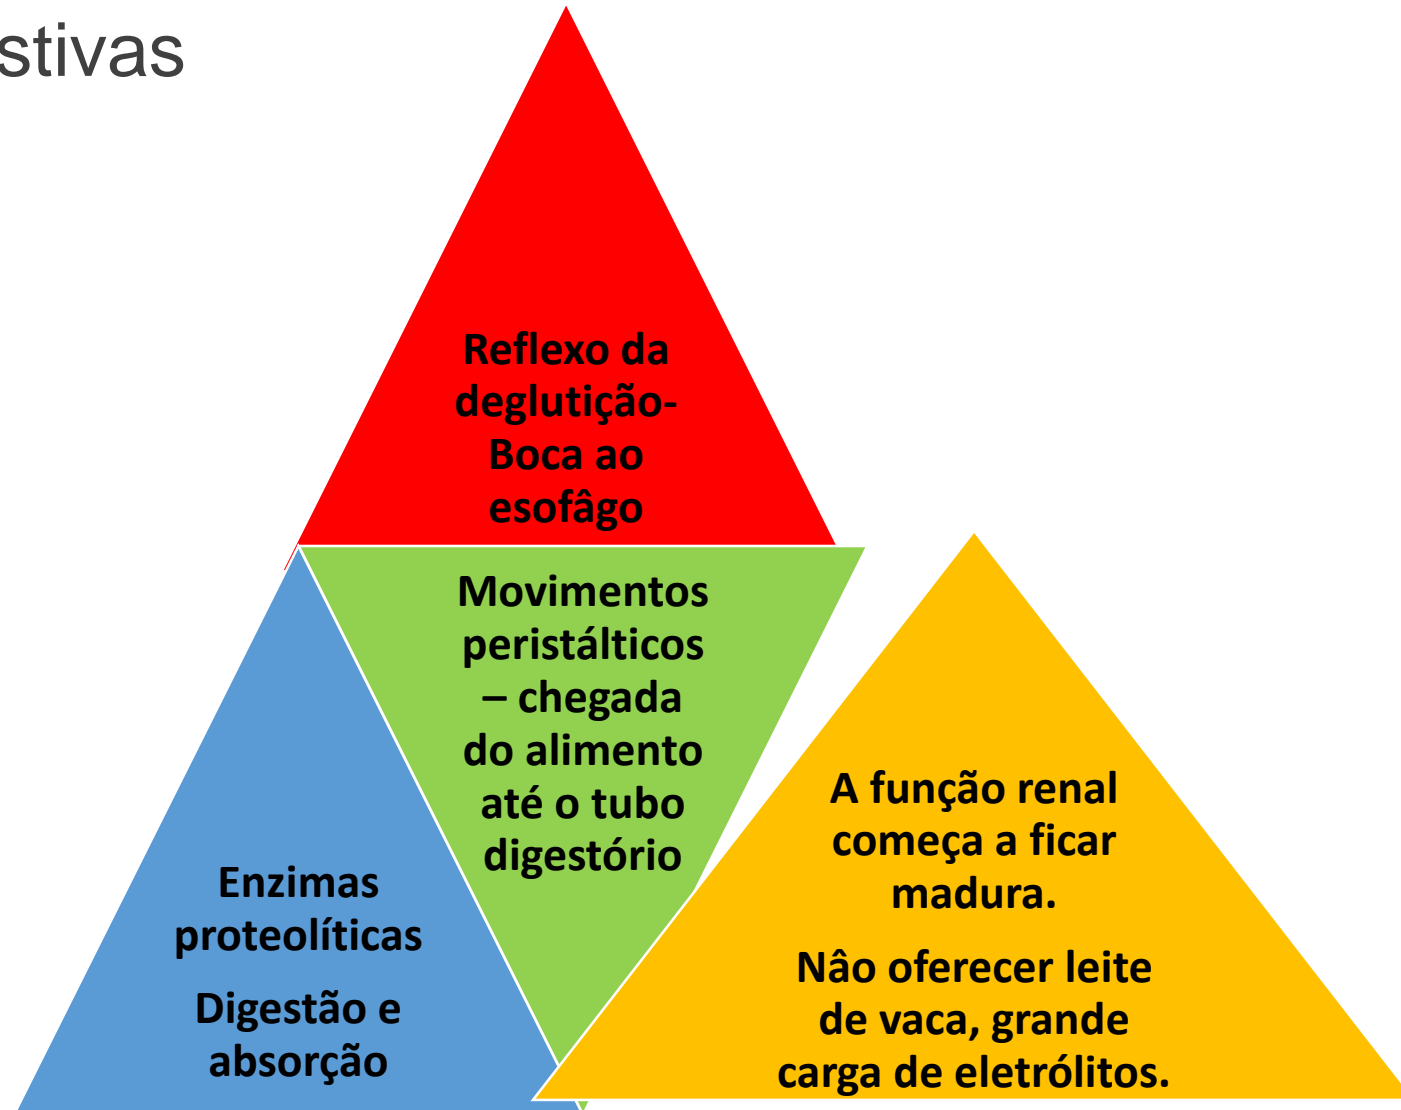 stivas
Reflexo da
deglutição-
Boca ao
esofâgo
Movimentos
peristálticos
– chegada
do alimento
até o tubo
digestório
Enzimas
proteolíticas
Digestão e
absorção
A função renal
começa a ficar
madura.
Nâo oferecer leite
de vaca, grande
carga de eletrólitos.